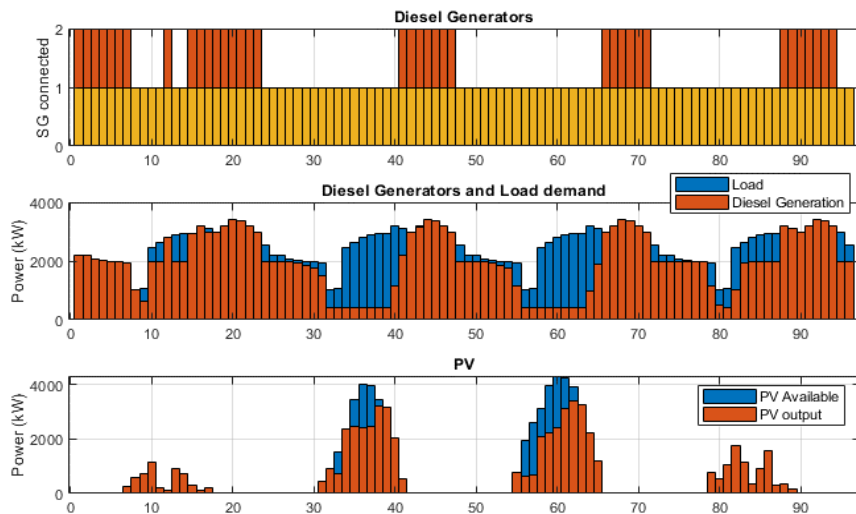 Diesel Generators
2
1
0
SG connected
0 10 20 30 40 50 60 70 80 90
Diesel Generators and Load demand
Load
Diesel Generation
4000
2000
0
Power (kW)
0 10 20 30 40 50 60 70 80 90
PV
PV Available
PV output
4000
2000
0
Power (kW)
0 10 20 30 40 50 60 70 80 90